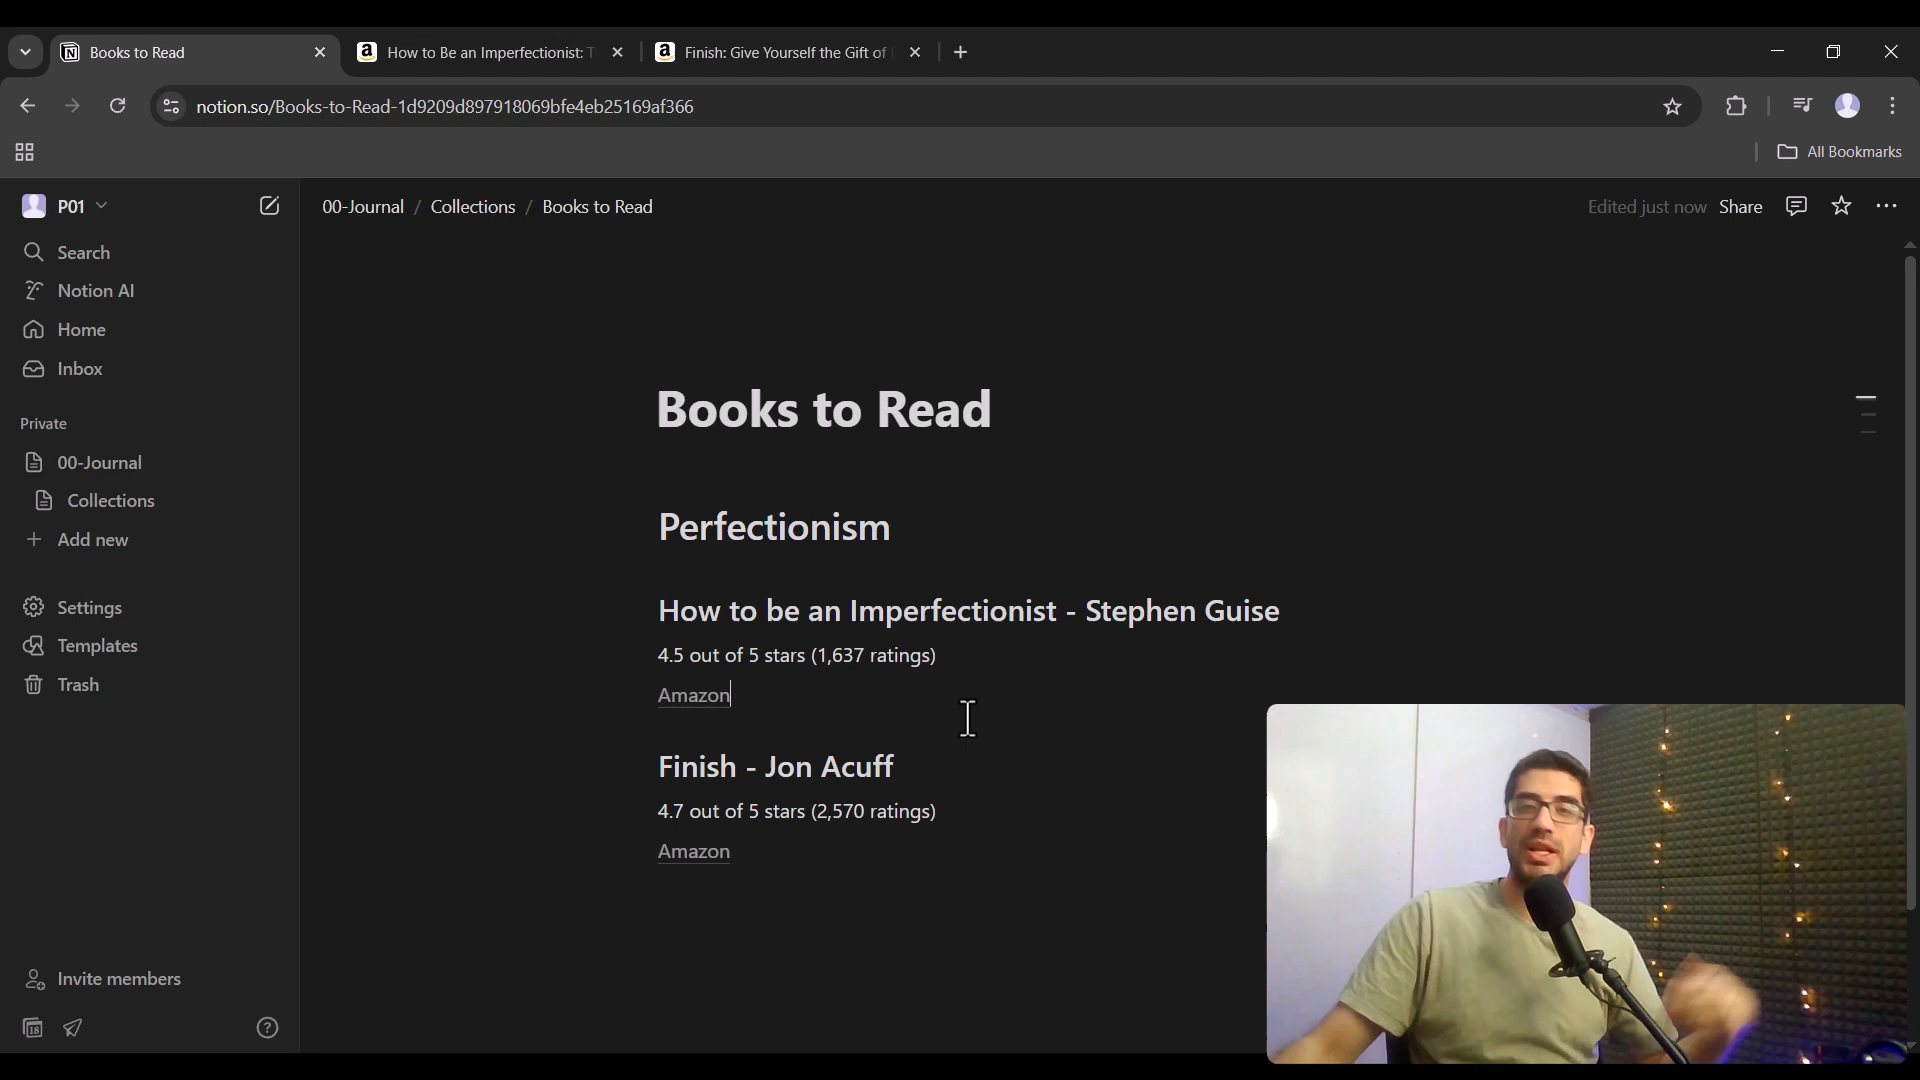 Books to Read
How to Be an Imperfectionist: T
Finish: Give Yourself the Gift of
notion.so/Books-to-Read-1d9209d897918069bfe4eb25169af366
All Bookmarks
P01
00-Journal / Collections / Books to Read
Edited just now
Share
Search
Notion AI
Home
Inbox
Private
00-Journal
Collections
Add new
Settings
Templates
Trash
Invite members
18
Books to Read
Perfectionism
How to be an Imperfectionist - Stephen Guise
4.5 out of 5 stars (1,637 ratings)
Amazon
Finish - Jon Acuff
4.7 out of 5 stars (2,570 ratings)
Amazon